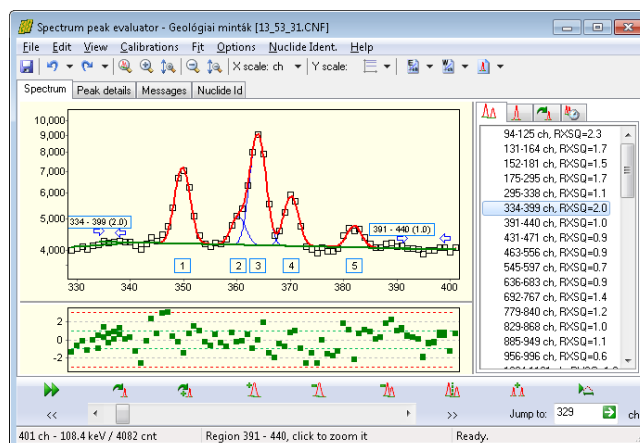 Spectrum peak evaluator - Geológiai minták [13_53_31.CNF]
File Edit View Calibrations Fit Options Nuclide Ident. Help
X scale: ch Y scale:
Spectrum Peak details Messages Nuclide Id
10,000
9,000
8,000
7,000
6,000
5,000
4,000
334 - 399 (2.0)
391 - 440 (1.0)
1 2 3 4 5
330 340 350 360 370 380 390 400
2
0
-2
94-125 ch, RXSQ=2.3
131-164 ch, RXSQ=1.7
152-181 ch, RXSQ=1.5
175-295 ch, RXSQ=1.7
295-338 ch, RXSQ=1.1
334-399 ch, RXSQ=2.0
391-440 ch, RXSQ=1.0
431-471 ch, RXSQ=0.9
463-556 ch, RXSQ=0.9
545-597 ch, RXSQ=0.7
636-683 ch, RXSQ=0.9
692-767 ch, RXSQ=1.4
779-840 ch, RXSQ=1.2
829-868 ch, RXSQ=1.0
885-949 ch, RXSQ=1.1
956-996 ch, RXSQ=0.6
<< >> Jump to: 329 ch
401 ch - 108.4 keV / 4082 cnt Region 391 - 440, click to zoom it Ready.